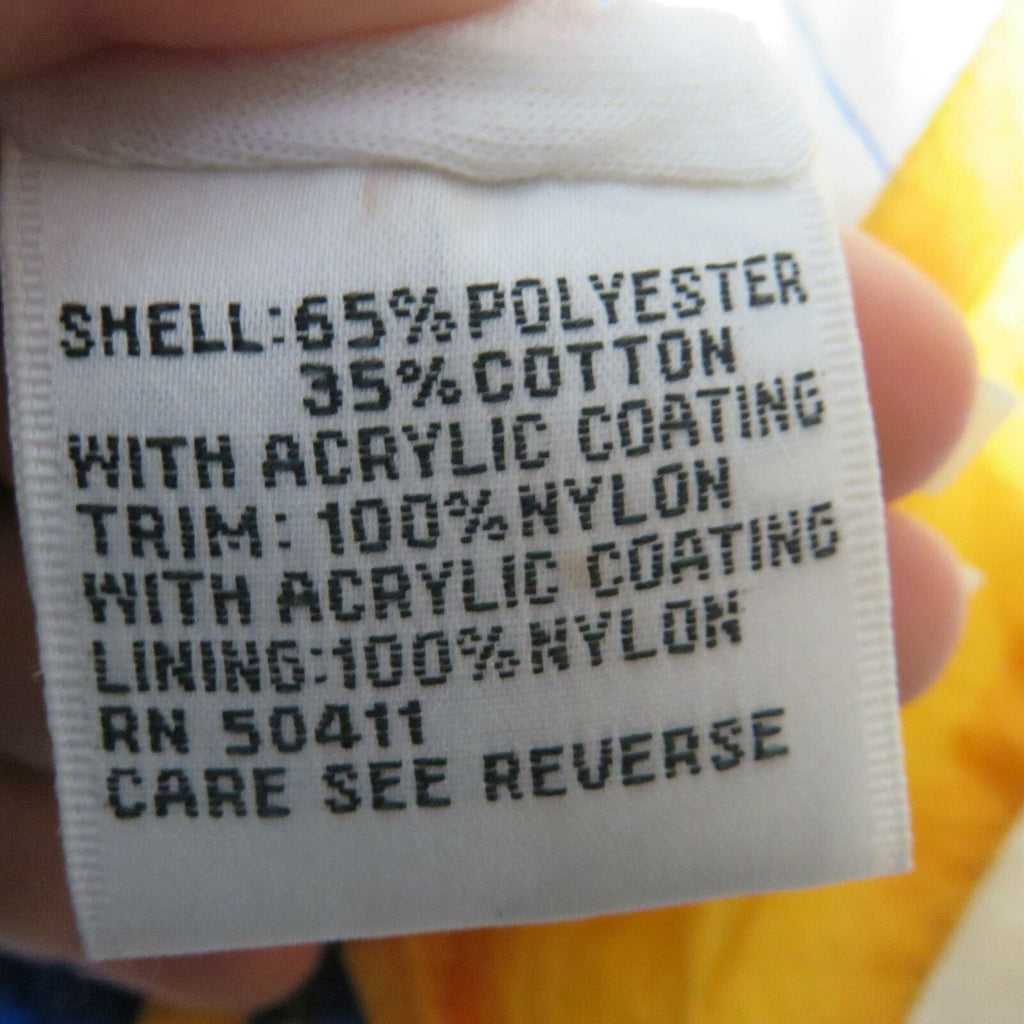 SHELL:65%POLYESTER
35%COTTON
WITH ACRYLIC COATING
TRIM: 100%NYLON
WITH ACRYLIC COATING
LINING:100%NYLON
RN 50411
CARE SEE REVERSE